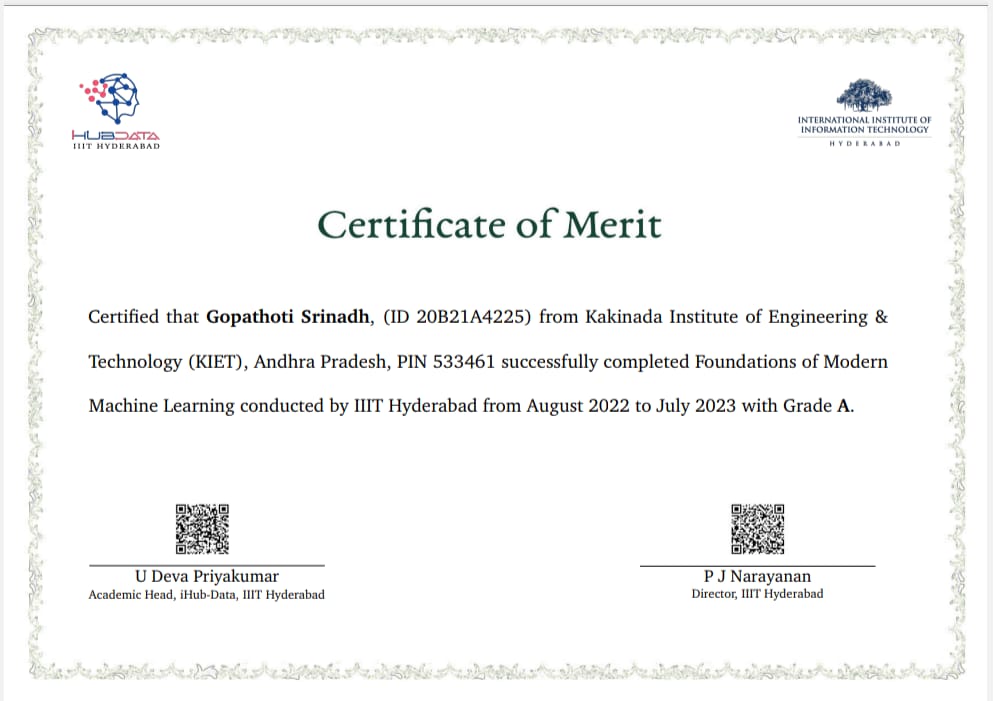 HUBDATA
IIIT HYDERABAD
INTERNATIONAL INSTITUTE OF
INFORMATION TECHNOLOGY
HYDERABAD
Certificate of Merit
Certified that Gopathoti Srinadh, (ID 20B21A4225) from Kakinada Institute of Engineering &
Technology (KIET), Andhra Pradesh, PIN 533461 successfully completed Foundations of Modern
Machine Learning conducted by IIIT Hyderabad from August 2022 to July 2023 with Grade A.
U Deva Priyakumar
Academic Head, iHub-Data, IIIT Hyderabad
P J Narayanan
Director, IIIT Hyderabad